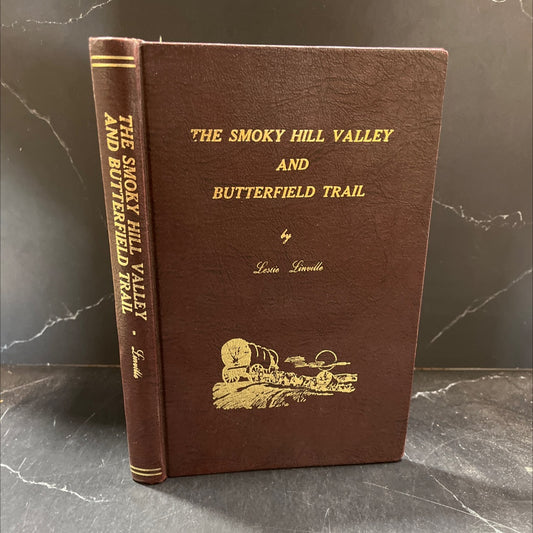 THE SMOKY HILL VALLEY
AND BUTTERFIELD TRAIL
Linville
THE SMOKY HILL VALLEY
AND
BUTTERFIELD TRAIL
by
Leslie Linville